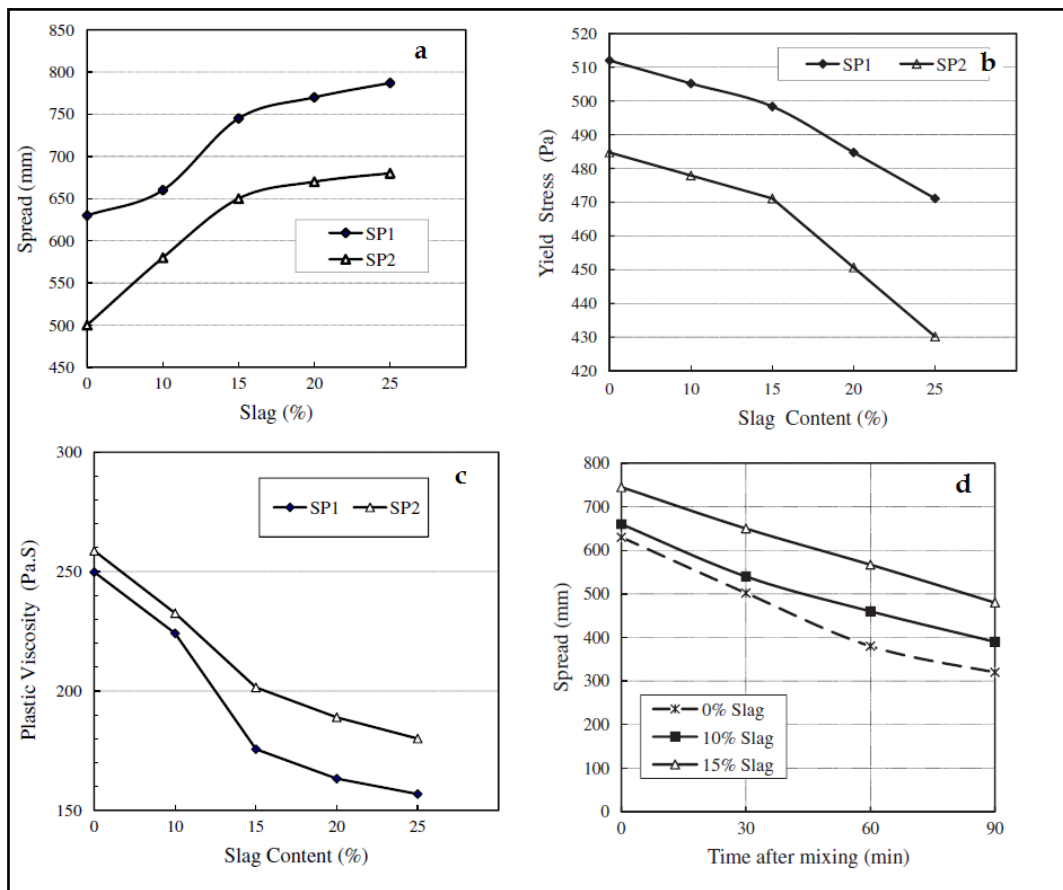 a
850
800
750
700
650
600
550
500
450
Spread (mm)
SP1
SP2
0 10 15 20 25
Slag (%)
b
520
510
500
490
480
470
460
450
440
430
420
Yield Stress (Pa)
SP1 SP2
0 10 15 20 25
Slag Content (%)
c
300
250
200
150
Plastic Viscosity (Pa.S)
SP1 SP2
0 10 15 20 25
Slag Content (%)
d
800
700
600
500
400
300
200
100
0
Spread (mm)
0% Slag
10% Slag
15% Slag
0 30 60 90
Time after mixing (min)